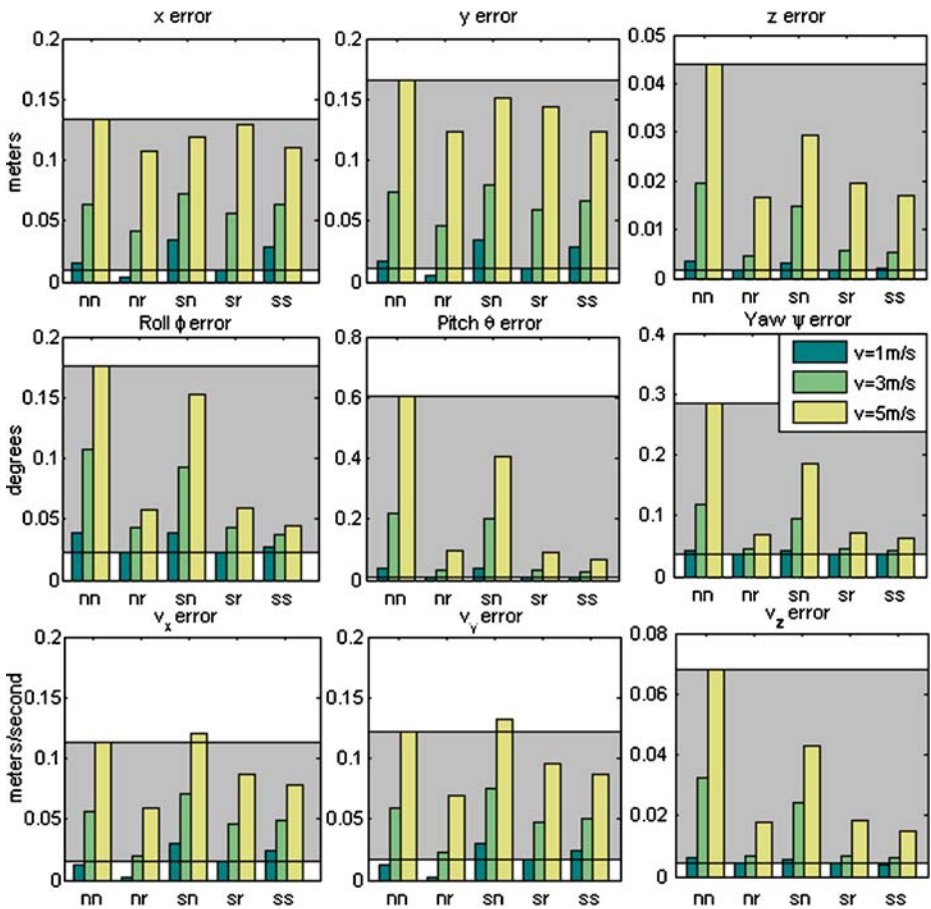 x error
y error
z error
0.2
0.15
0.1
0.05
0
meters
nn nr sn sr ss
0.2
0.15
0.1
0.05
0
nn nr sn sr ss
0.05
0.04
0.03
0.02
0.01
0
nn nr sn sr ss
Roll ϕ error
Pitch θ error
Yaw ψ error
0.2
0.15
0.1
0.05
0
degrees
nn nr sn sr ss
0.8
0.6
0.4
0.2
0
nn nr sn sr ss
0.4
0.3
0.2
0.1
0
v=1m/s
v=3m/s
v=5m/s
nn nr sn sr ss
v_x error
v_y error
v_z error
0.2
0.15
0.1
0.05
0
meters/second
nn nr sn sr ss
0.2
0.15
0.1
0.05
0
nn nr sn sr ss
0.08
0.06
0.04
0.02
0
nn nr sn sr ss